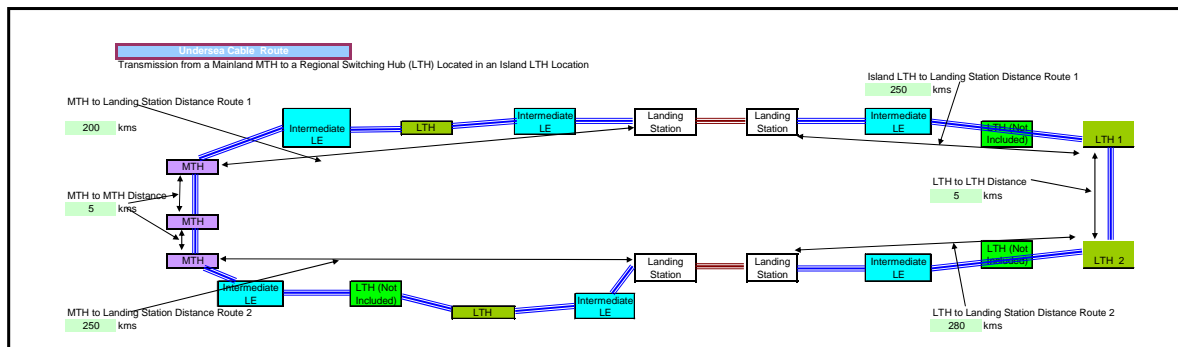 Undersea Cable Route
Transmission from a Mainland MTH to a Regional Switching Hub (LTH) Located in an Island LTH Location
MTH to Landing Station Distance Route 1
200 kms
Island LTH to Landing Station Distance Route 1
250 kms
Intermediate
LE
LTH
Intermediate
LE
Landing
Station
Landing
Station
Intermediate
LE
LTH (Not
Included)
LTH 1
MTH
MTH to MTH Distance
5 kms
MTH
LTH to LTH Distance
5 kms
MTH
Landing
Station
Landing
Station
Intermediate
LE
LTH (Not
Included)
LTH 2
Intermediate
LE
LTH (Not
Included)
LTH
Intermediate
LE
MTH to Landing Station Distance Route 2
250 kms
LTH to Landing Station Distance Route 2
280 kms